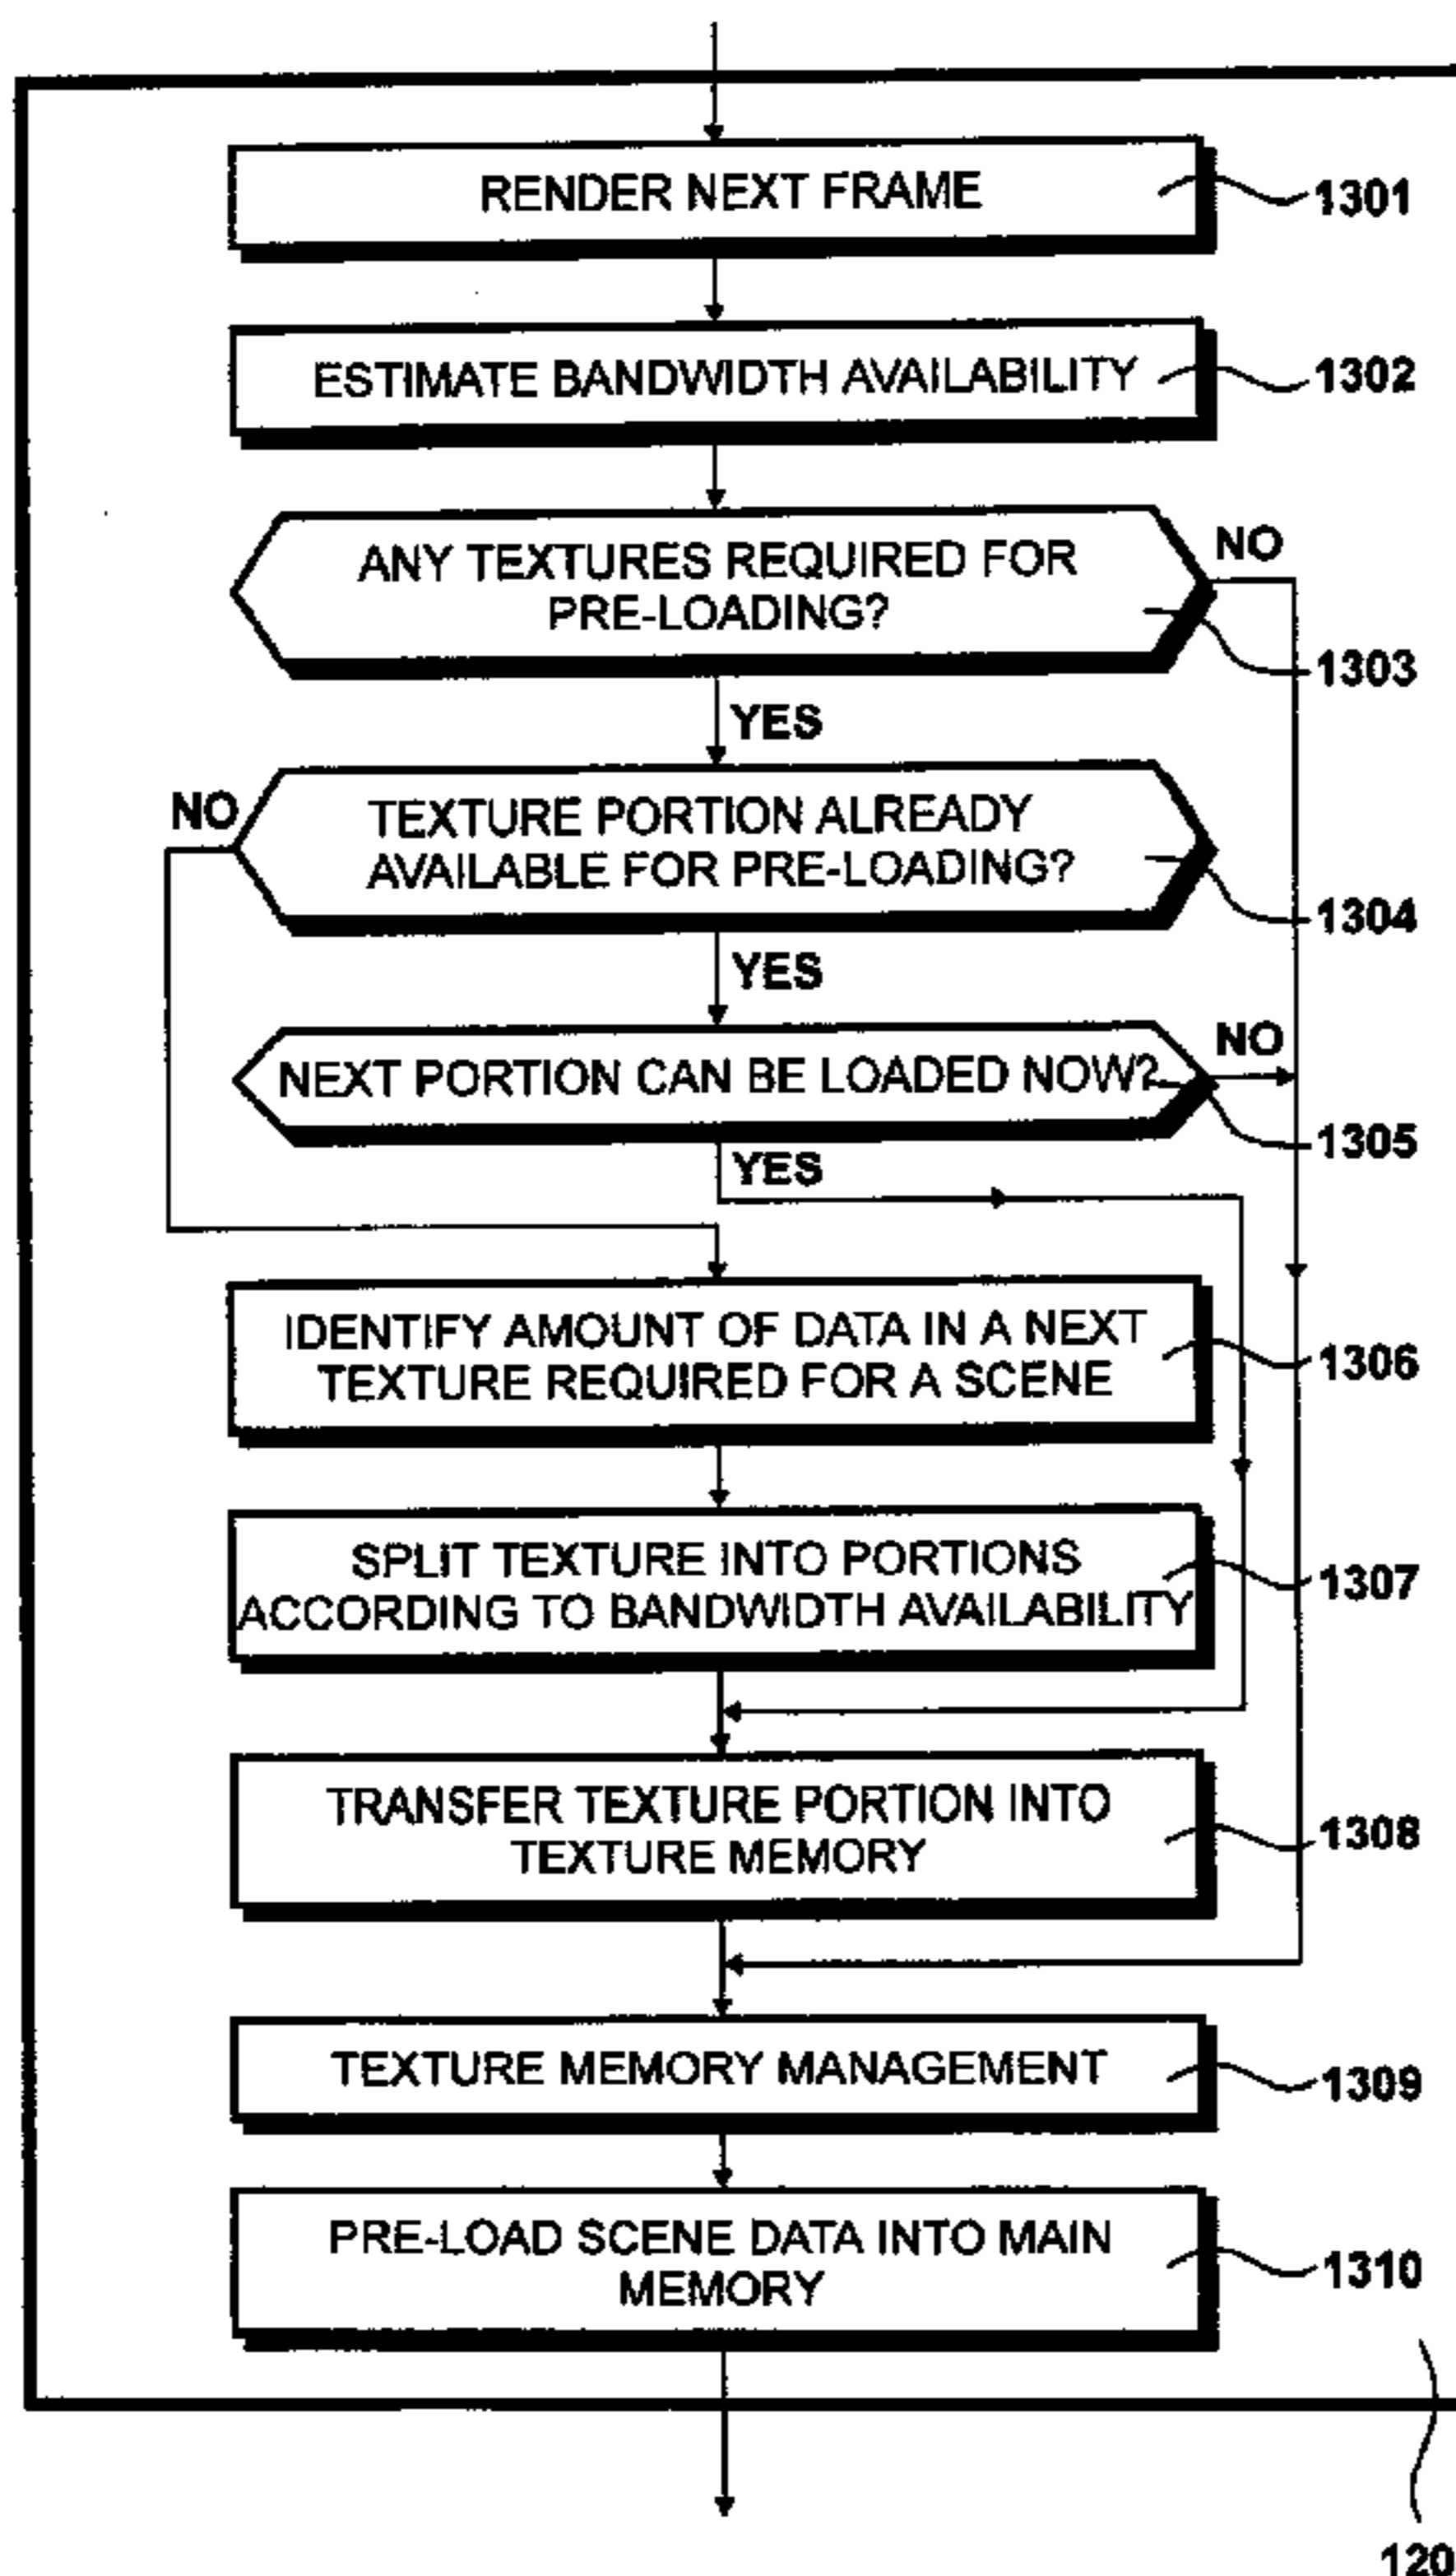 RENDER NEXT FRAME
1301
ESTIMATE BANDWIDTH AVAILABILITY
1302
ANY TEXTURES REQUIRED FOR
PRE-LOADING?
NO
1303
YES
NO
TEXTURE PORTION ALREADY
AVAILABLE FOR PRE-LOADING?
1304
YES
NEXT PORTION CAN BE LOADED NOW?
NO
1305
YES
IDENTIFY AMOUNT OF DATA IN A NEXT
TEXTURE REQUIRED FOR A SCENE
1306
SPLIT TEXTURE INTO PORTIONS
ACCORDING TO BANDWIDTH AVAILABILITY
1307
TRANSFER TEXTURE PORTION INTO
TEXTURE MEMORY
1308
TEXTURE MEMORY MANAGEMENT
1309
PRE-LOAD SCENE DATA INTO MAIN
MEMORY
1310
120